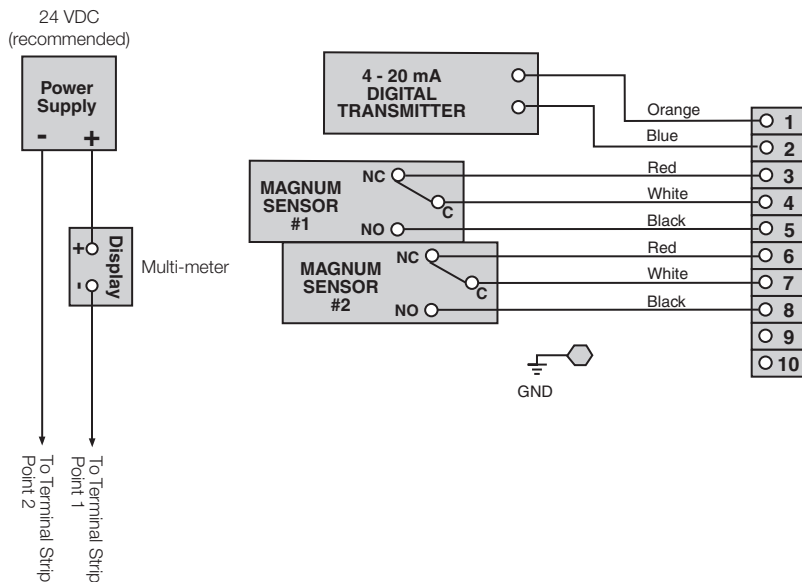 24 VDC
(recommended)
Power
Supply
- +
+
Display
-
Multi-meter
To Terminal Strip
Point 2
To Terminal Strip
Point 1
4 - 20 mA
DIGITAL
TRANSMITTER
Orange
Blue
MAGNUM
SENSOR
#1
NC
C
NO
Red
White
Black
MAGNUM
SENSOR
#2
NC
C
NO
Red
White
Black
1
2
3
4
5
6
7
8
9
10
GND